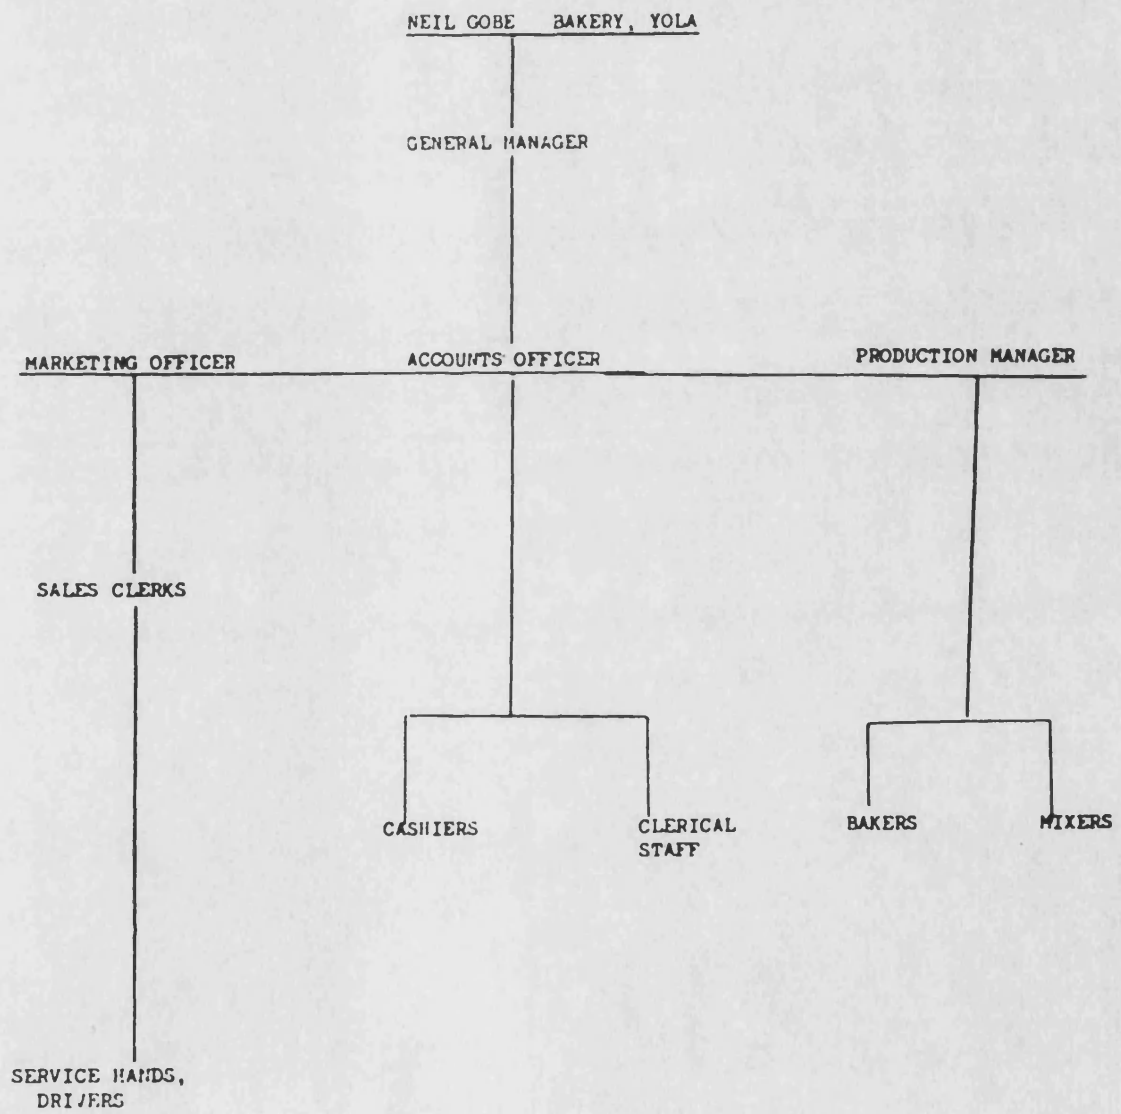 NEIL GOBE BAKERY, YOLA
GENERAL MANAGER
MARKETING OFFICER
ACCOUNTS OFFICER
PRODUCTION MANAGER
SALES CLERKS
CASHIERS
CLERICAL
STAFF
BAKERS
MIXERS
SERVICE HANDS,
DRIVERS